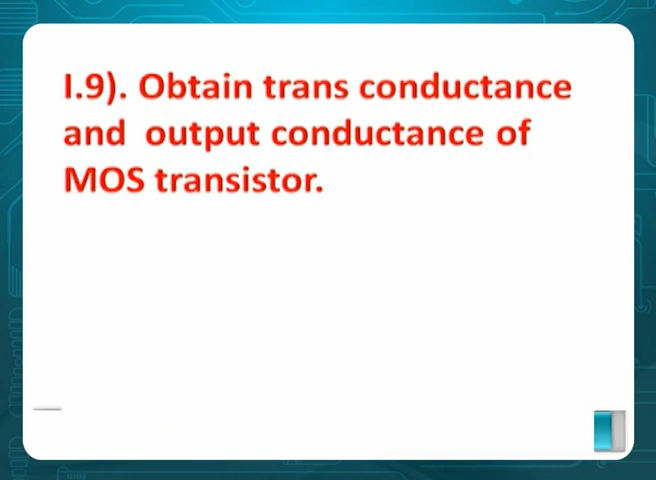 I.9). Obtain trans conductance
and output conductance of
MOS transistor.